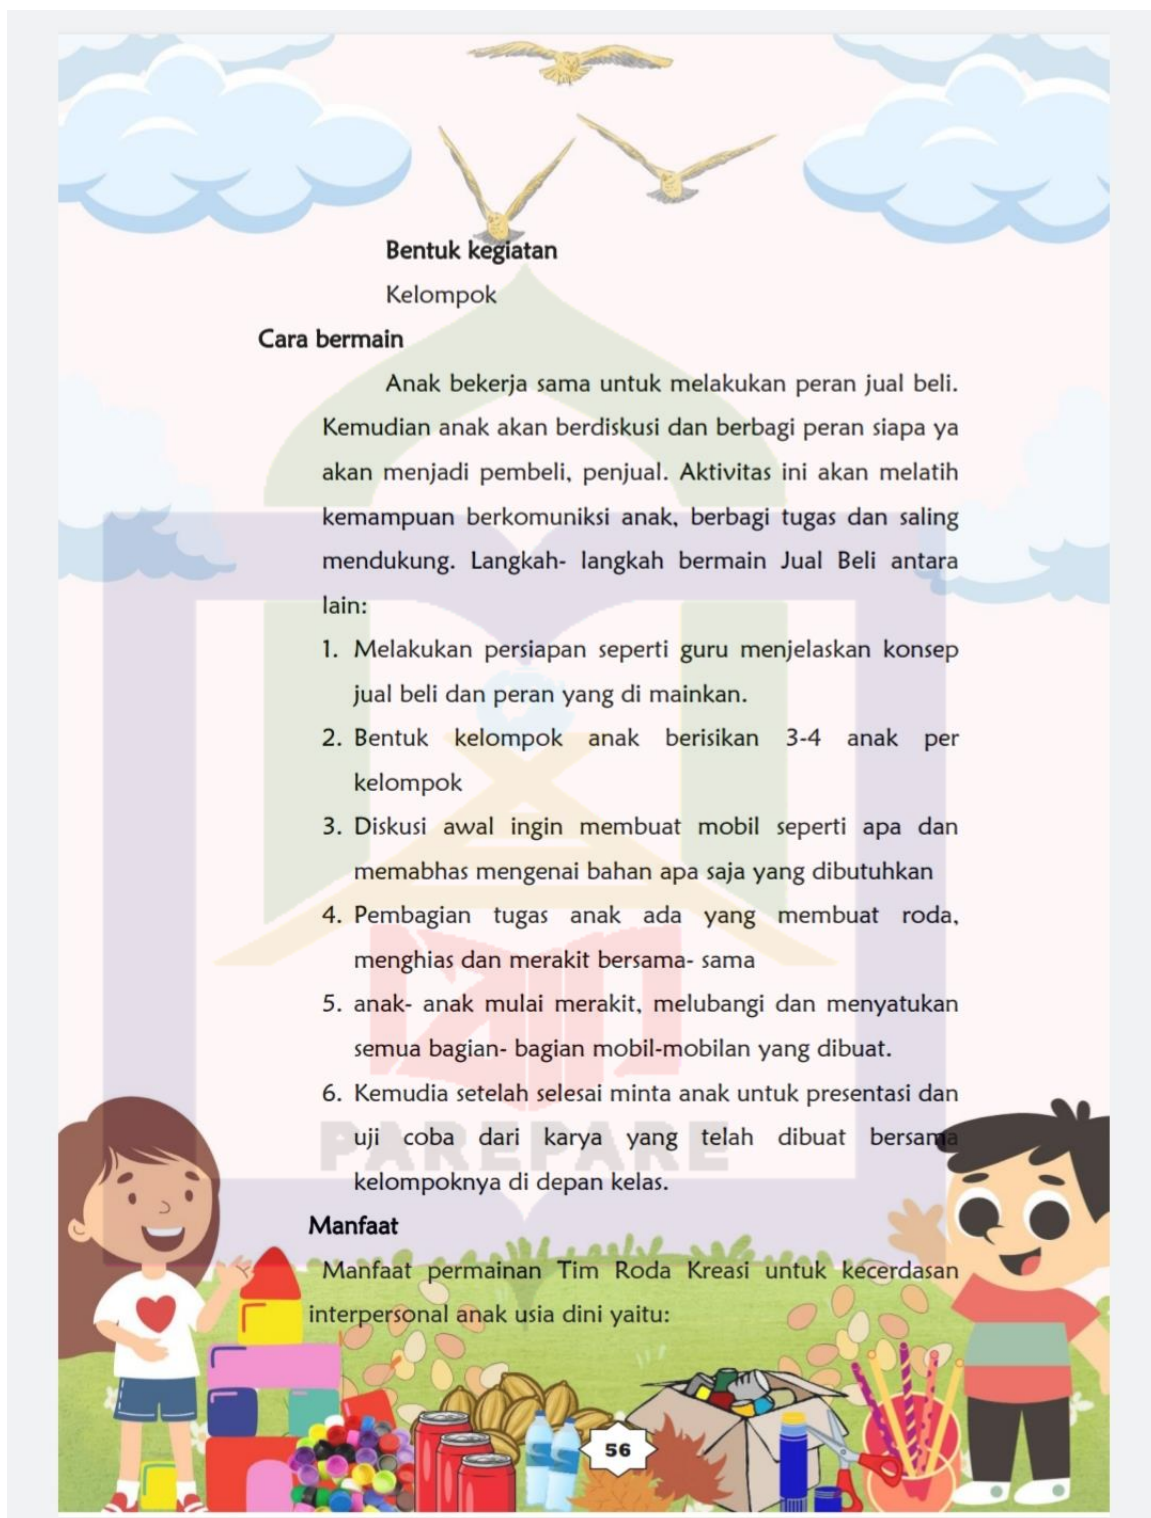 Bentuk kegiatan
Kelompok
Cara bermain
Anak bekerja sama untuk melakukan peran jual beli.
Kemudian anak akan berdiskusi dan berbagi peran siapa ya
akan menjadi pembeli, penjual. Aktivitas ini akan melatih
kemampuan berkomuniksi anak, berbagi tugas dan saling
mendukung. Langkah- langkah bermain Jual Beli antara
lain:
1. Melakukan persiapan seperti guru menjelaskan konsep
jual beli dan peran yang di mainkan.
2. Bentuk kelompok anak berisikan 3-4 anak per
kelompok
3. Diskusi awal ingin membuat mobil seperti apa dan
memabhas mengenai bahan apa saja yang dibutuhkan
4. Pembagian tugas anak ada yang membuat roda,
menghias dan merakit bersama- sama
5. anak- anak mulai merakit, melubangi dan menyatukan
semua bagian- bagian mobil-mobilan yang dibuat.
6. Kemudia setelah selesai minta anak untuk presentasi dan
uji coba dari karya yang telah dibuat bersama
PAREPARE
kelompoknya di depan kelas.
Manfaat
Manfaat permainan Tim Roda Kreasi untuk kecerdasan
interpersonal anak usia dini yaitu:
56